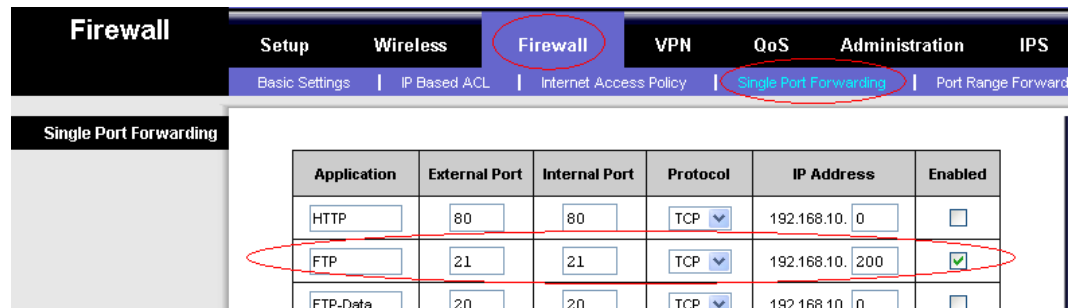 Firewall
Setup Wireless Firewall VPN QoS Administration IPS
Basic Settings | IP Based ACL | Internet Access Policy | Single Port Forwarding | Port Range Forward
Single Port Forwarding
Application External Port Internal Port Protocol IP Address Enabled
HTTP 80 80 TCP 192.168.10. 0
FTP 21 21 TCP 192.168.10. 200
FTP-Data 20 20 TCP 192.168.10. 0